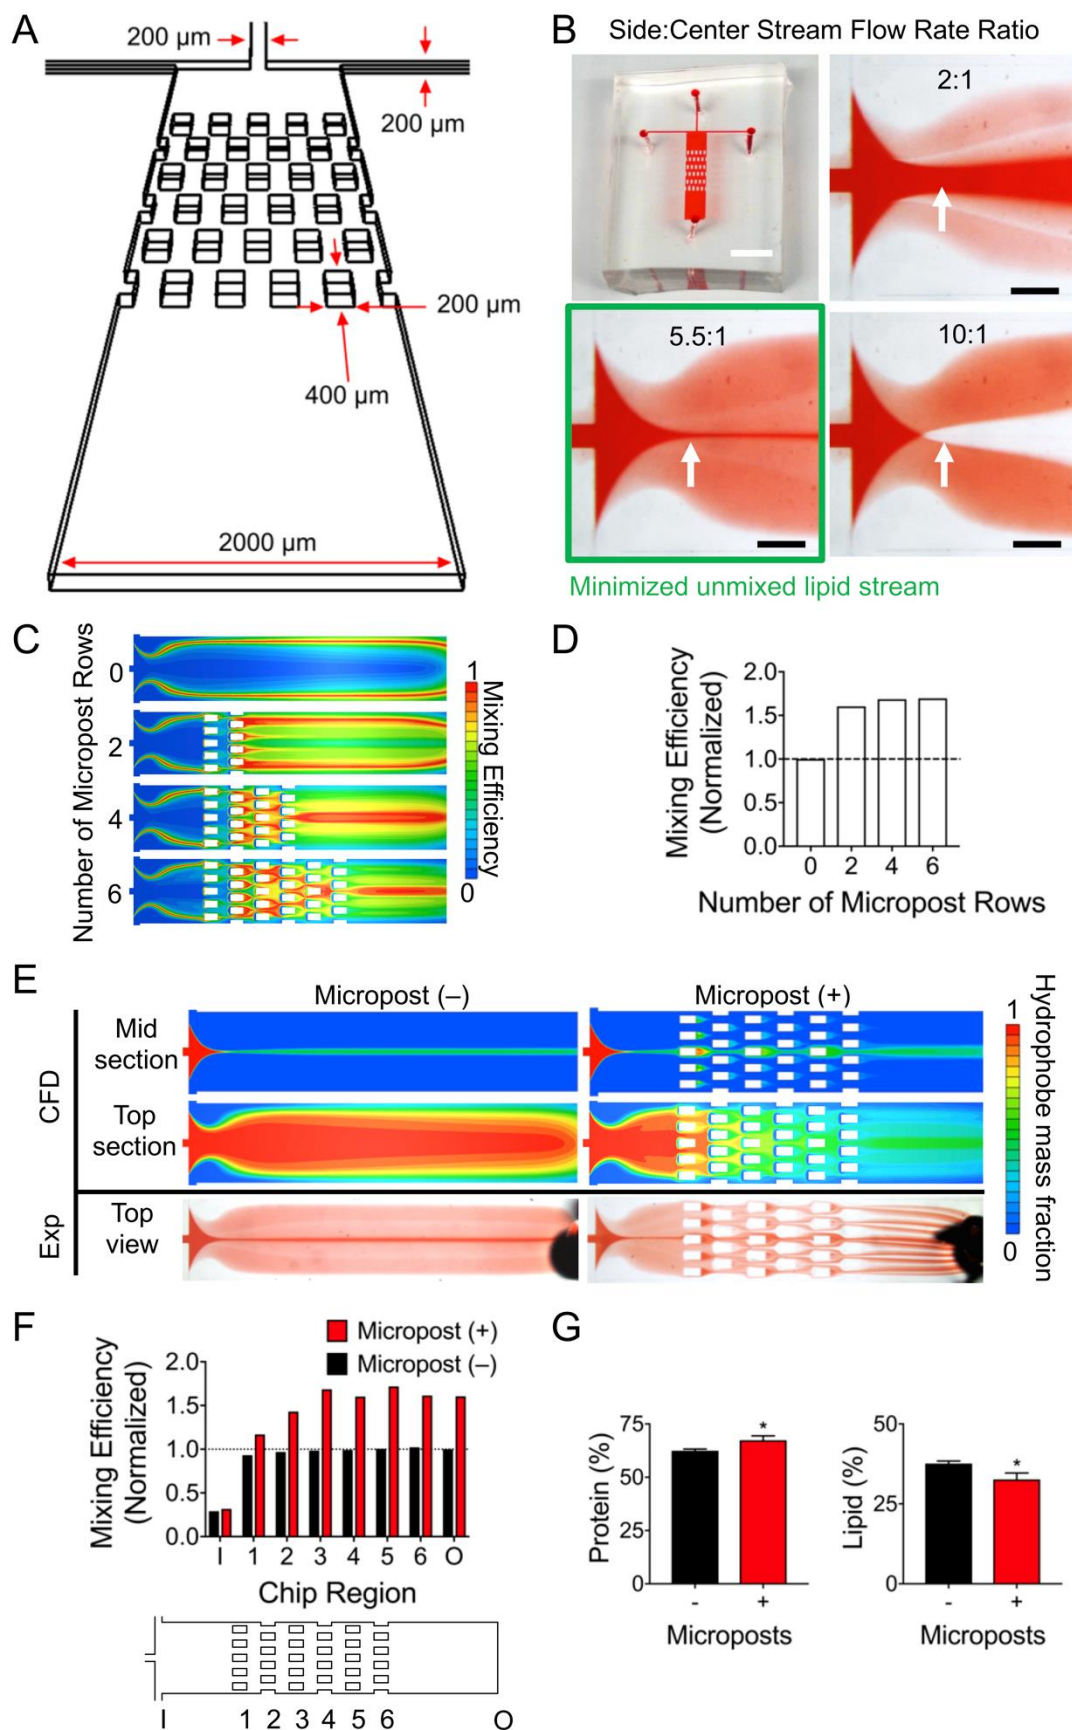 A
200 µm
200 µm
200 µm
400 µm
2000 µm
B
Side:Center Stream Flow Rate Ratio
2:1
5.5:1
10:1
Minimized unmixed lipid stream
C
Number of Micropost Rows
0
2
4
6
1
Mixing Efficiency
0
D
Mixing Efficiency
(Normalized)
2.0
1.5
1.0
0.5
0.0
0 2 4 6
Number of Micropost Rows
E
Micropost (–)
Micropost (+)
CFD
Mid
section
Top
section
Exp
Top
view
1
Hydrophobe mass fraction
0
F
Micropost (+)
Micropost (–)
Mixing Efficiency
(Normalized)
2.0
1.5
1.0
0.5
0.0
I 1 2 3 4 5 6 O
Chip Region
I 1 2 3 4 5 6 O
G
Protein (%)
75
50
25
0
*
- +
Microposts
Lipid (%)
50
25
0
*
- +
Microposts